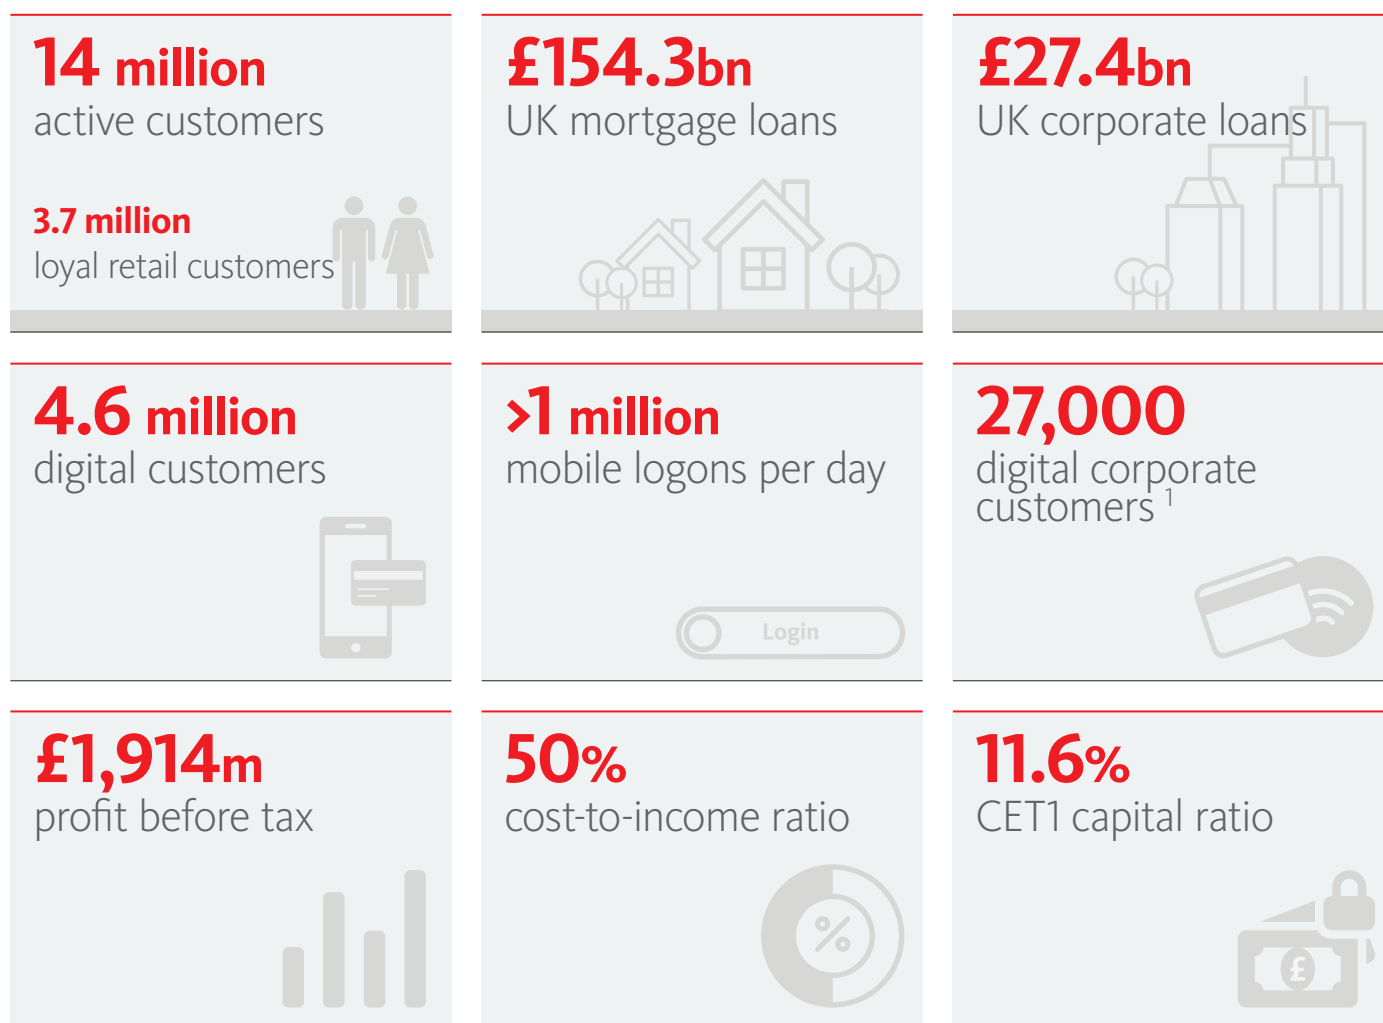 14 million
active customers
3.7 million
loyal retail customers
£154.3bn
UK mortgage loans
£27.4bn
UK corporate loans
4.6 million
digital customers
>1 million
mobile logons per day
Login
27,000
digital corporate
customers 1
£1,914m
profit before tax
50%
cost-to-income ratio
%
11.6%
CET1 capital ratio
£